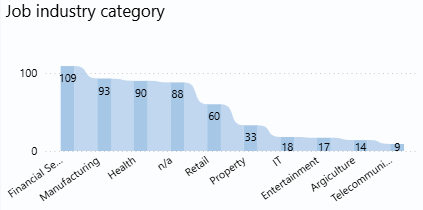 Job industry category
100
0
109
93
90
88
60
33
18
17
14
9
Financial Se...
Manufacturing
Health
n/a
Retail
Property
IT
Entertainment
Argiculture
Telecommuni...